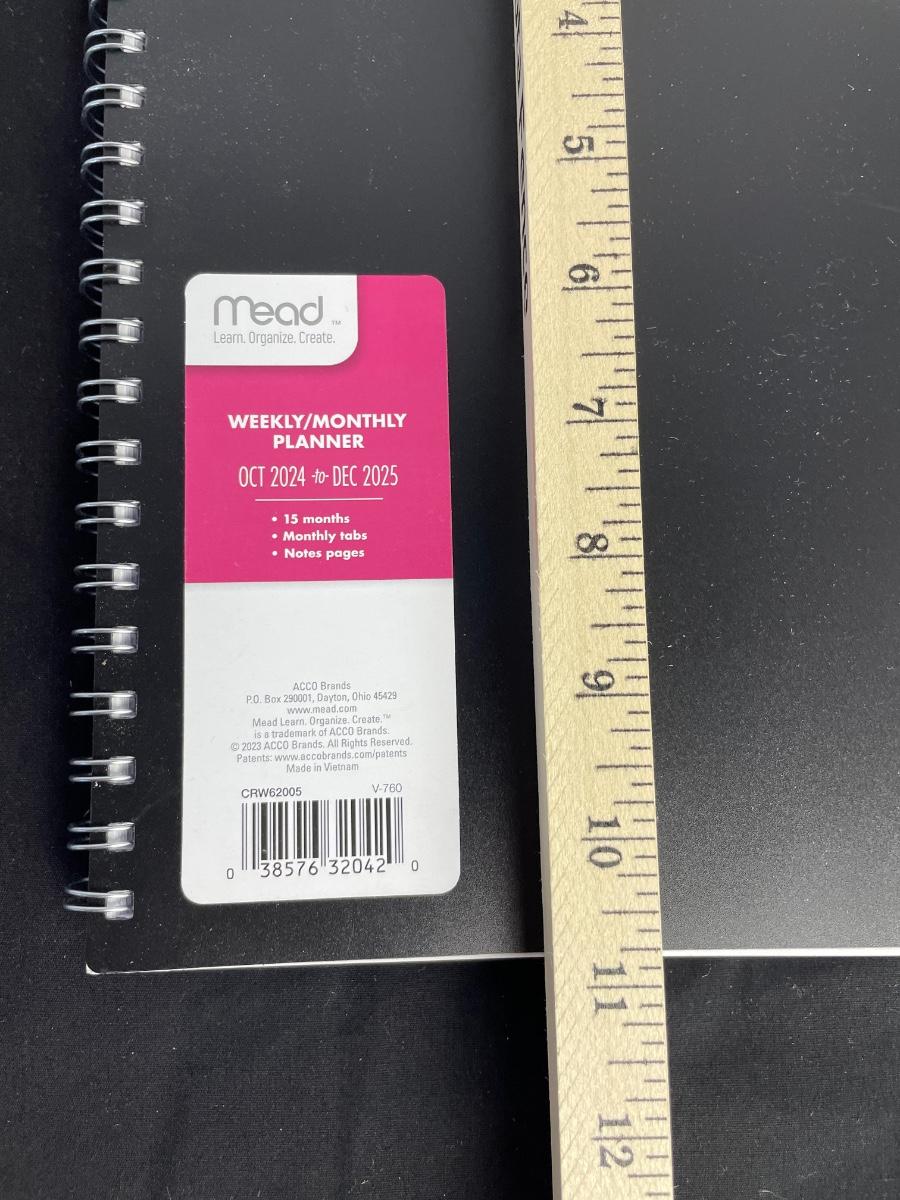 Mead™
Learn. Organize. Create.
WEEKLY/MONTHLY
PLANNER
OCT 2024 -to- DEC 2025
• 15 months
• Monthly tabs
• Notes pages
ACCO Brands
P.O. Box 290001, Dayton, Ohio 45429
www.mead.com
Mead Learn. Organize. Create.™
is a trademark of ACCO Brands.
© 2023 ACCO Brands. All Rights Reserved.
Patents: www.accobrands.com/patents
Made in Vietnam
CRW62005 V-760
0 38576 32042 0
4
5
6
7
8
9
10
11
12